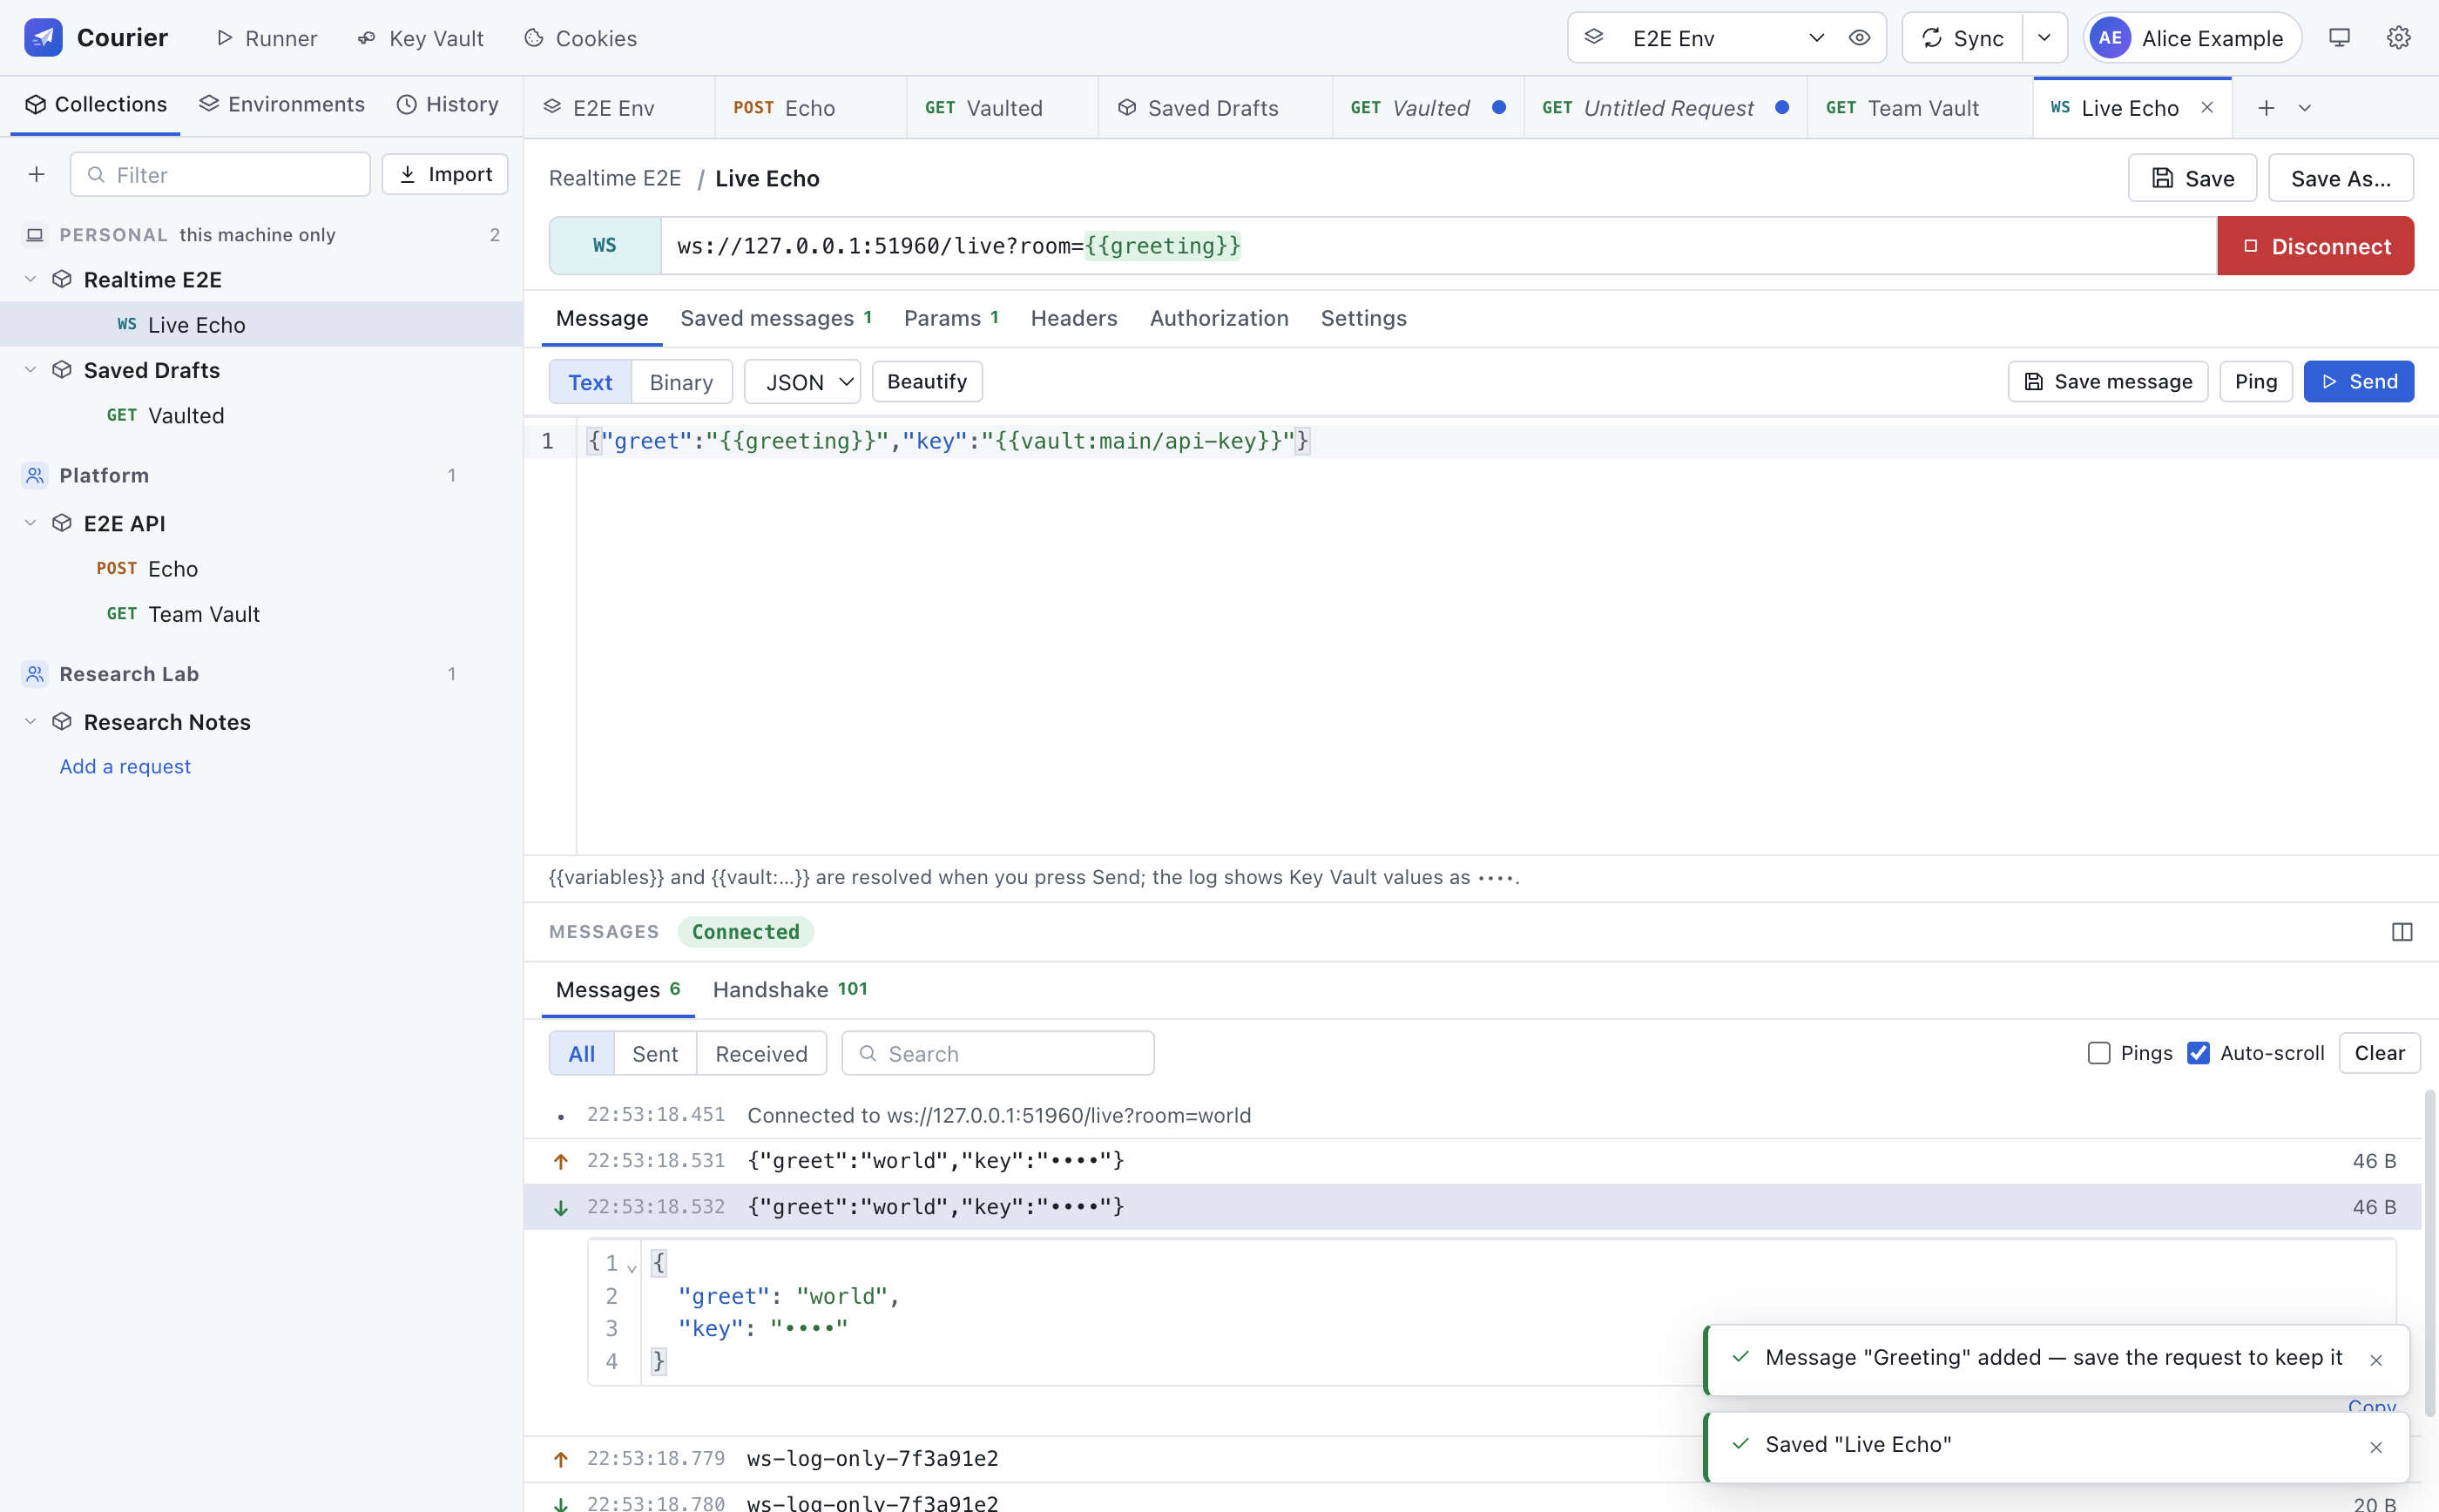 Courier
Runner
Key Vault
Cookies
E2E Env
Sync
AE
Alice Example
Collections
Environments
History
E2E Env
POST Echo
GET Vaulted
Saved Drafts
GET Vaulted
GET Untitled Request
GET Team Vault
WS Live Echo
Filter
Import
PERSONAL this machine only 2
Realtime E2E
WS Live Echo
Saved Drafts
GET Vaulted
Platform 1
E2E API
POST Echo
GET Team Vault
Research Lab 1
Research Notes
Add a request
Realtime E2E / Live Echo
Save
Save As...
WS
ws://127.0.0.1:51960/live?room={{greeting}}
Disconnect
Message
Saved messages 1
Params 1
Headers
Authorization
Settings
Text
Binary
JSON
Beautify
Save message
Ping
Send
1 {"greet":"{{greeting}}","key":"{{vault:main/api-key}}"}
{{variables}} and {{vault:...}} are resolved when you press Send; the log shows Key Vault values as ••••.
MESSAGES Connected
Messages 6
Handshake 101
All
Sent
Received
Search
Pings
Auto-scroll
Clear
22:53:18.451 Connected to ws://127.0.0.1:51960/live?room=world
22:53:18.531 {"greet":"world","key":"••••"} 46 B
22:53:18.532 {"greet":"world","key":"••••"} 46 B
1 {
2 "greet": "world",
3 "key": "••••"
4 }
Message "Greeting" added — save the request to keep it
Copy
Saved "Live Echo"
22:53:18.779 ws-log-only-7f3a91e2
22:53:18.780 ws-log-only-7f3a91e2 20 B